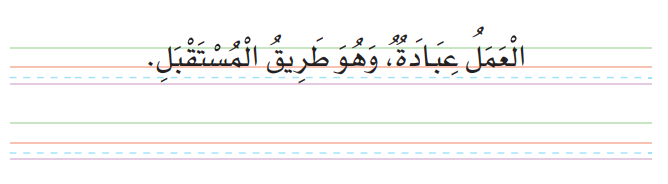 الْعَمَلُ عِبَادَةٌ، وَهُوَ طَرِيقُ الْمُسْتَقْبَلِ.